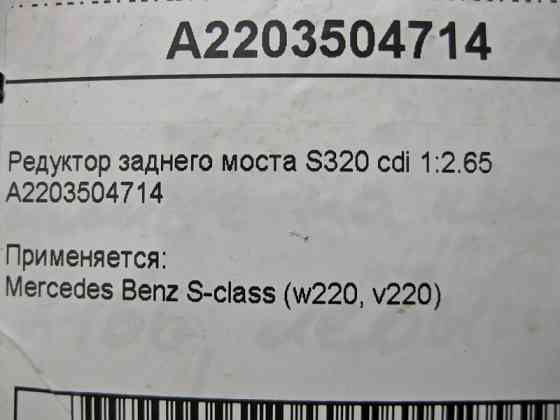 A2203504714
Редуктор заднего моста S320 cdi 1:2.65
A2203504714
Применяется:
Mercedes Benz S-class (w220, v220)